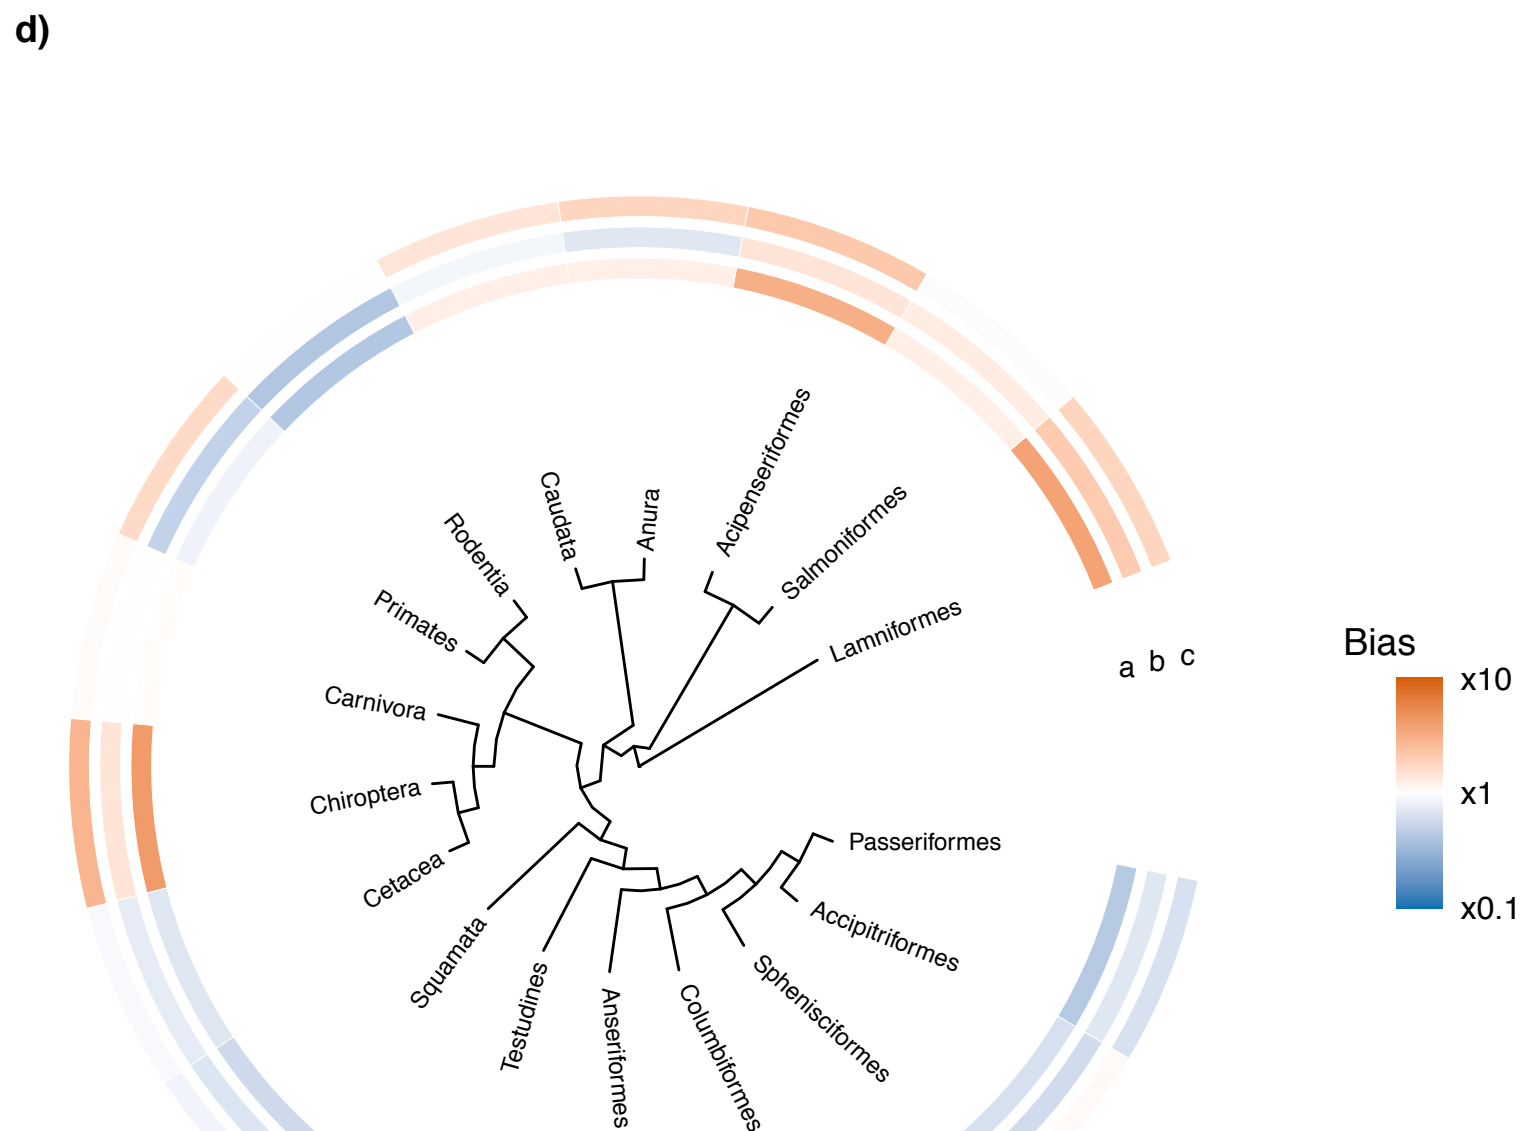 d)
Acipenseriformes
Caudata
Anura
Salmoniformes
Rodentia
Primates
Lamniformes
Carnivora
Chiroptera
Cetacea
Squamata
Testudines
Anseriformes
Columbiformes
Sphenisciformes
Accipitriformes
Passeriformes
a b c
Bias
x10
x1
x0.1